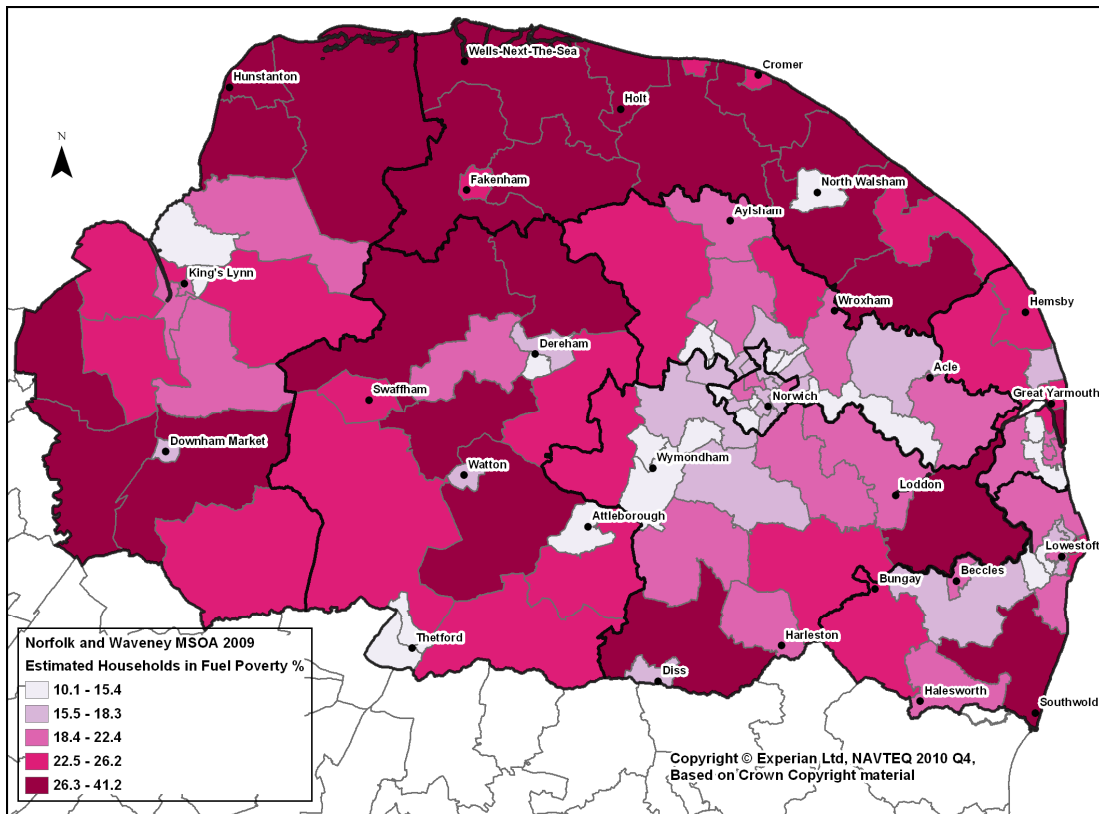 Wells-Next-The-Sea
Cromer
Hunstanton
Holt
N
Fakenham
North Walsham
Aylsham
King's Lynn
Wroxham
Hemsby
Dereham
Acle
Swaffham
Norwich
Great Yarmouth
Downham Market
Wymondham
Watton
Loddon
Attleborough
Lowestoft
Beccles
Bungay
Thetford
Harleston
Diss
Halesworth
Southwold
Norfolk and Waveney MSOA 2009
Estimated Households in Fuel Poverty %
10.1 - 15.4
15.5 - 18.3
18.4 - 22.4
22.5 - 26.2
26.3 - 41.2
Copyright © Experian Ltd, NAVTEQ 2010 Q4,
Based on Crown Copyright material